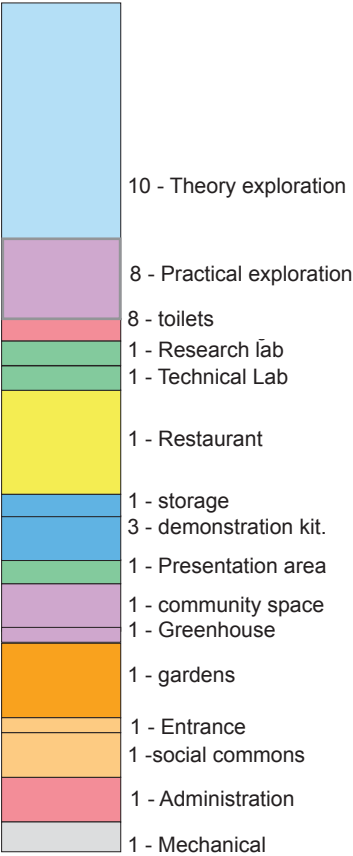 10 - Theory exploration
8 - Practical exploration
8 - toilets
1 - Research lab
1 - Technical Lab
1 - Restaurant
1 - storage
3 - demonstration kit.
1 - Presentation area
1 - community space
1 - Greenhouse
1 - gardens
1 - Entrance
1 -social commons
1 - Administration
1 - Mechanical